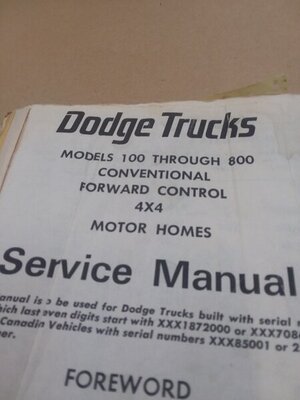 Dodge Trucks
MODELS 100 THROUGH 800
CONVENTIONAL
FORWARD CONTROL
4X4
MOTOR HOMES
Service Manual
anual is to be used for Dodge Trucks built with serial
hich last even digits start with XXX1872000 or XXX708
Canadin Vehicles with serial numbers XXX85001 or 2
er.
FOREWORD